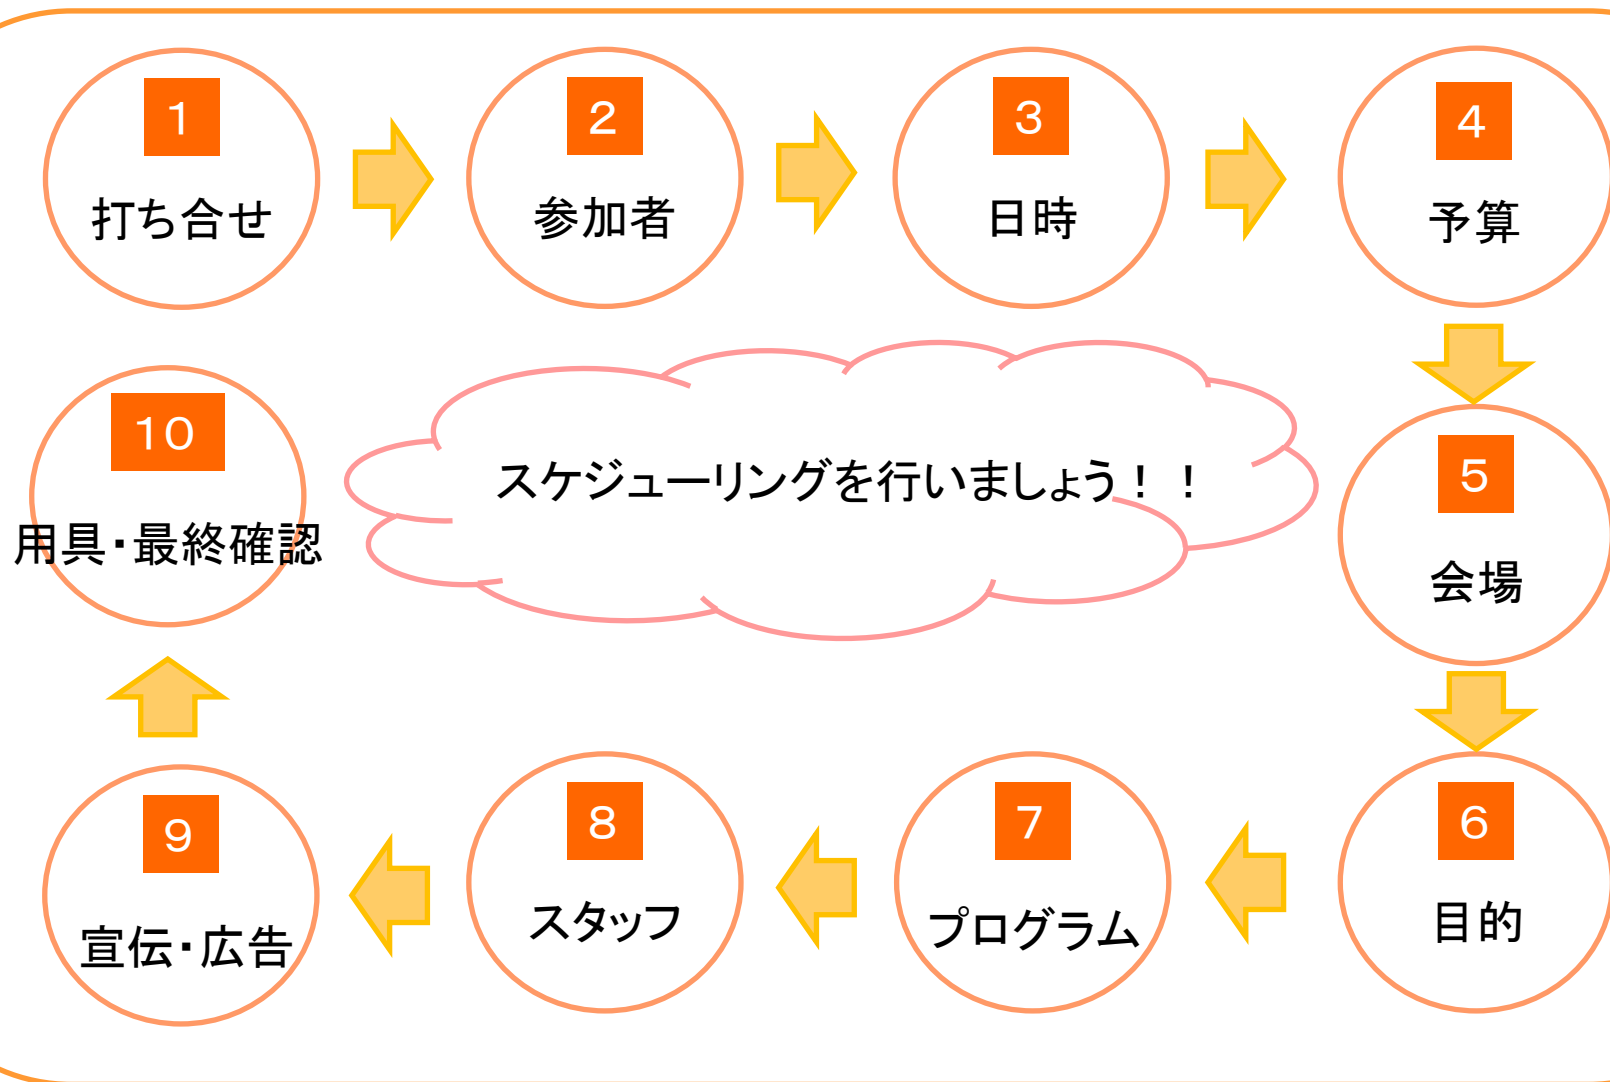 1
打ち合せ
2
参加者
3
日時
4
予算
5
会場
6
目的
7
プログラム
8
スタッフ
9
宣伝・広告
10
用具・最終確認
スケジューリングを行いましょう！！